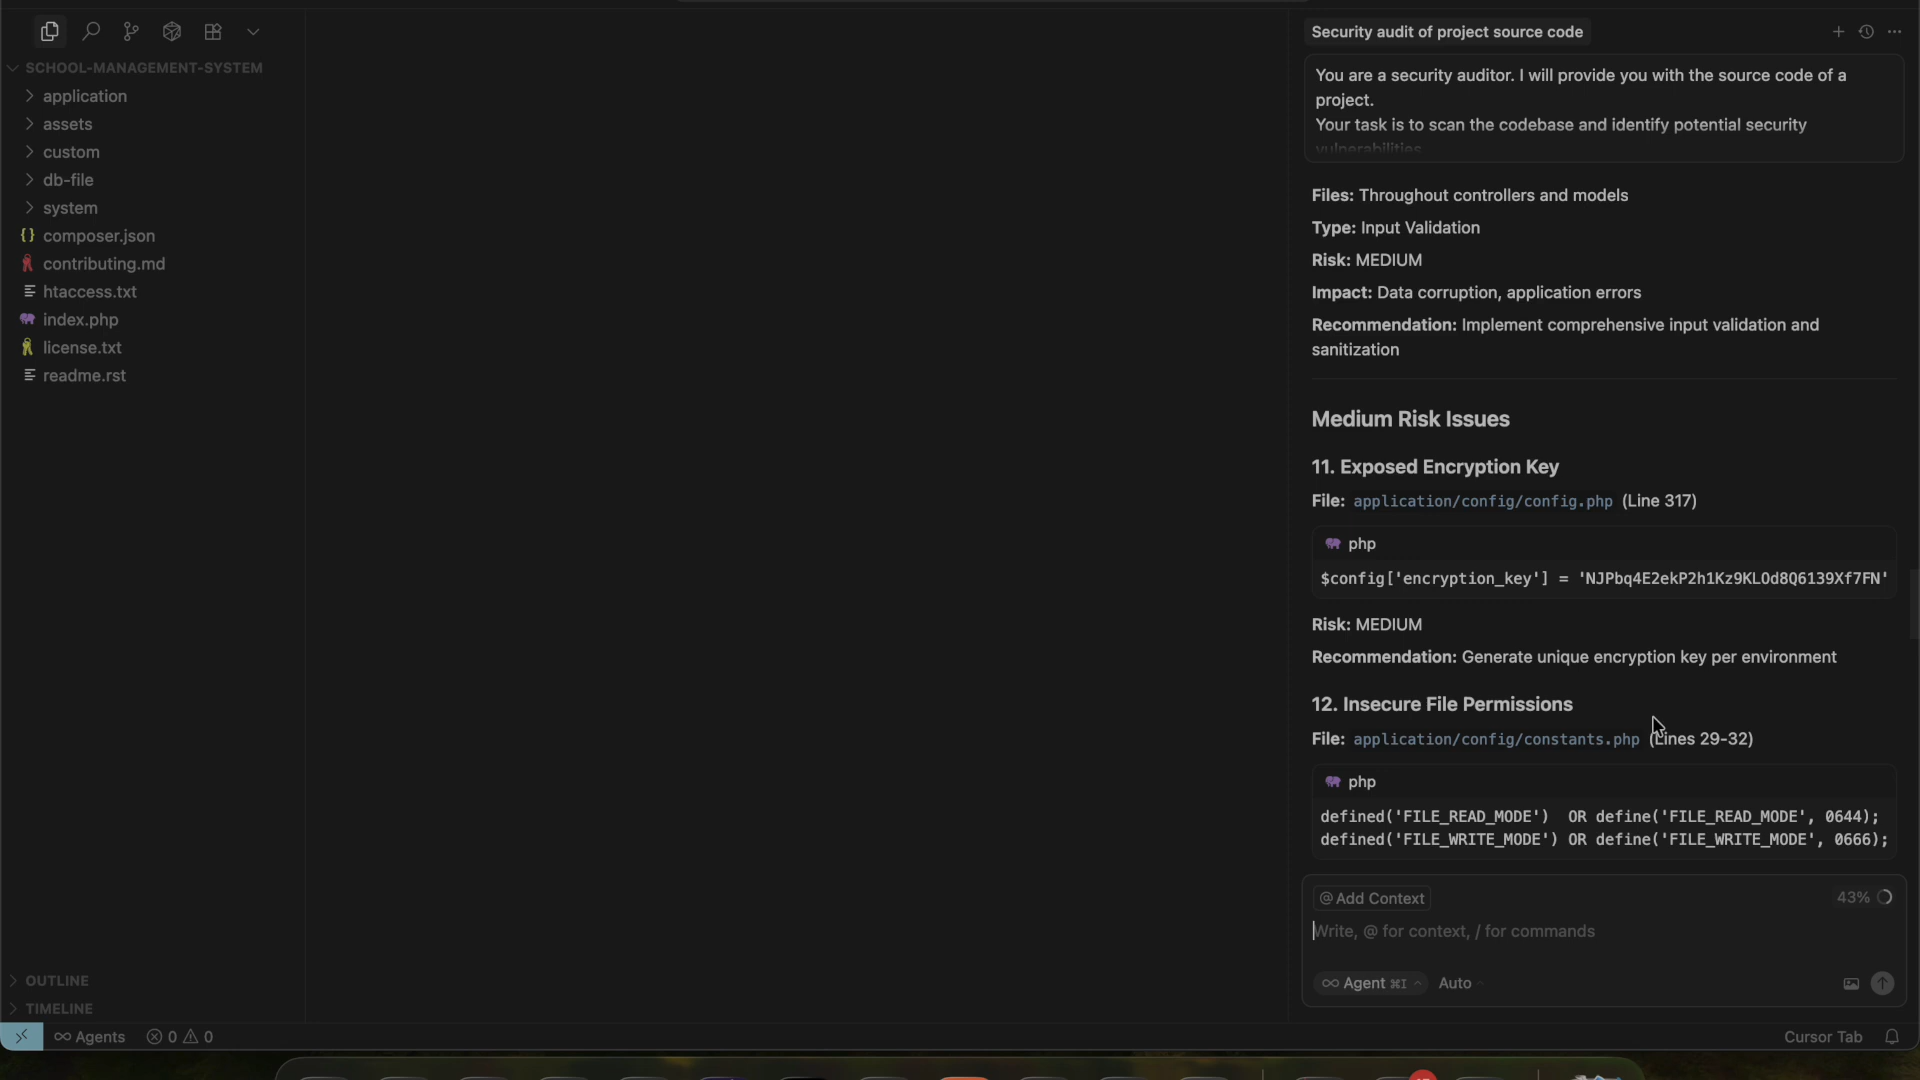 SCHOOL-MANAGEMENT-SYSTEM
application
assets
custom
db-file
system
composer.json
contributing.md
htaccess.txt
index.php
license.txt
readme.rst
OUTLINE
TIMELINE
Security audit of project source code
You are a security auditor. I will provide you with the source code of a
project.
Your task is to scan the codebase and identify potential security
vulnerabilities
Files: Throughout controllers and models
Type: Input Validation
Risk: MEDIUM
Impact: Data corruption, application errors
Recommendation: Implement comprehensive input validation and
sanitization
Medium Risk Issues
11. Exposed Encryption Key
File: application/config/config.php (Line 317)
php
$config['encryption_key'] = 'NJPbq4E2ekP2h1Kz9KLOd8Q6139Xf7FN'
Risk: MEDIUM
Recommendation: Generate unique encryption key per environment
12. Insecure File Permissions
File: application/config/constants.php (Lines 29-32)
php
defined('FILE_READ_MODE')  OR define('FILE_READ_MODE', 0644);
defined('FILE_WRITE_MODE') OR define('FILE_WRITE_MODE', 0666);
@ Add Context
43%
Write, @ for context, / for commands
Agent ⌘I
Auto
Agents
0
0
Cursor Tab